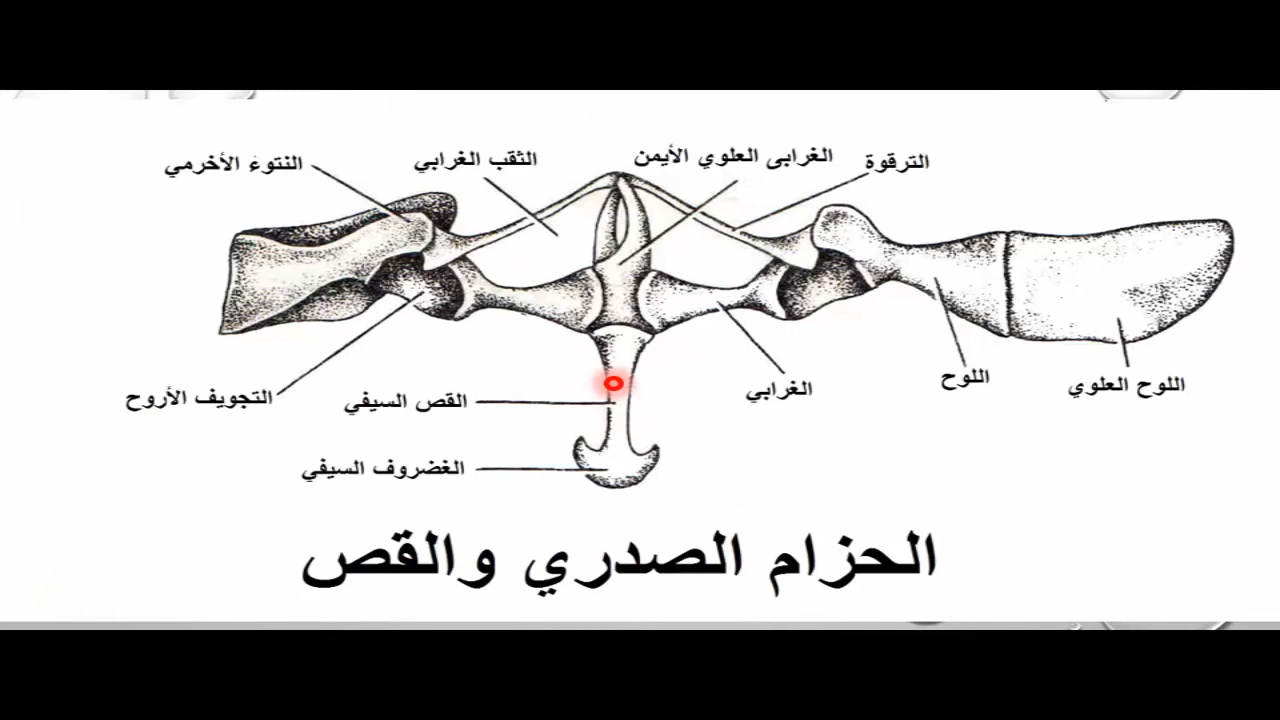 الترقوة
الغرابى العلوي الأيمن
الثقب الغرابي
النتوء الأخرمي
اللوح العلوي
اللوح
الغرابي
القص السيفي
التجويف الأروح
الغضروف السيفي
الحزام الصدري والقص